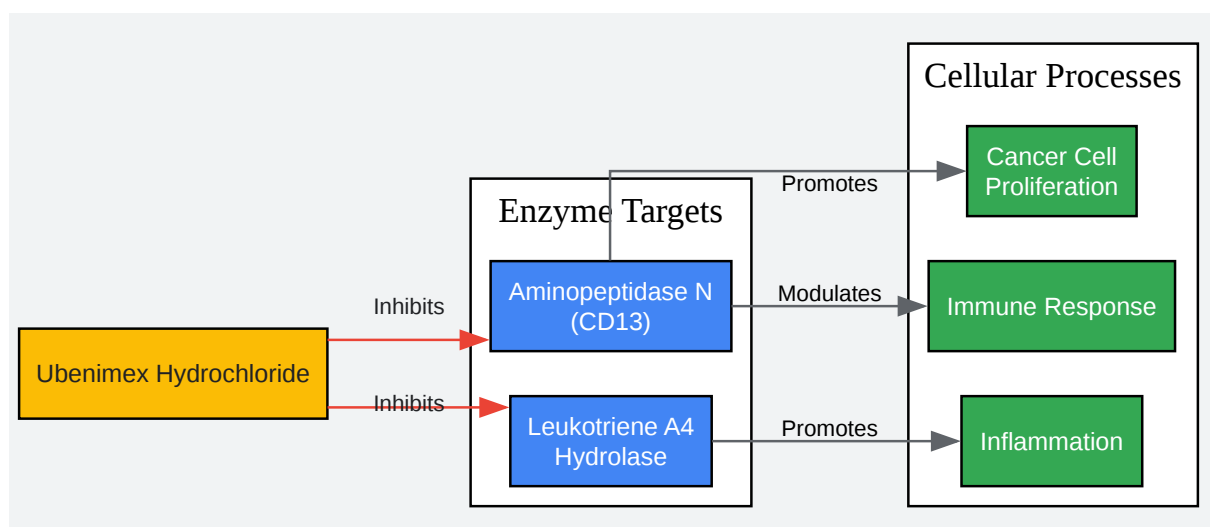 Cellular Processes
Cancer Cell
Proliferation
Promotes
Enzyme Targets
Aminopeptidase N
(CD13)
Modulates
Immune Response
Inhibits
Ubenimex Hydrochloride
Inhibits
Leukotriene A4
Hydrolase
Promotes
Inflammation